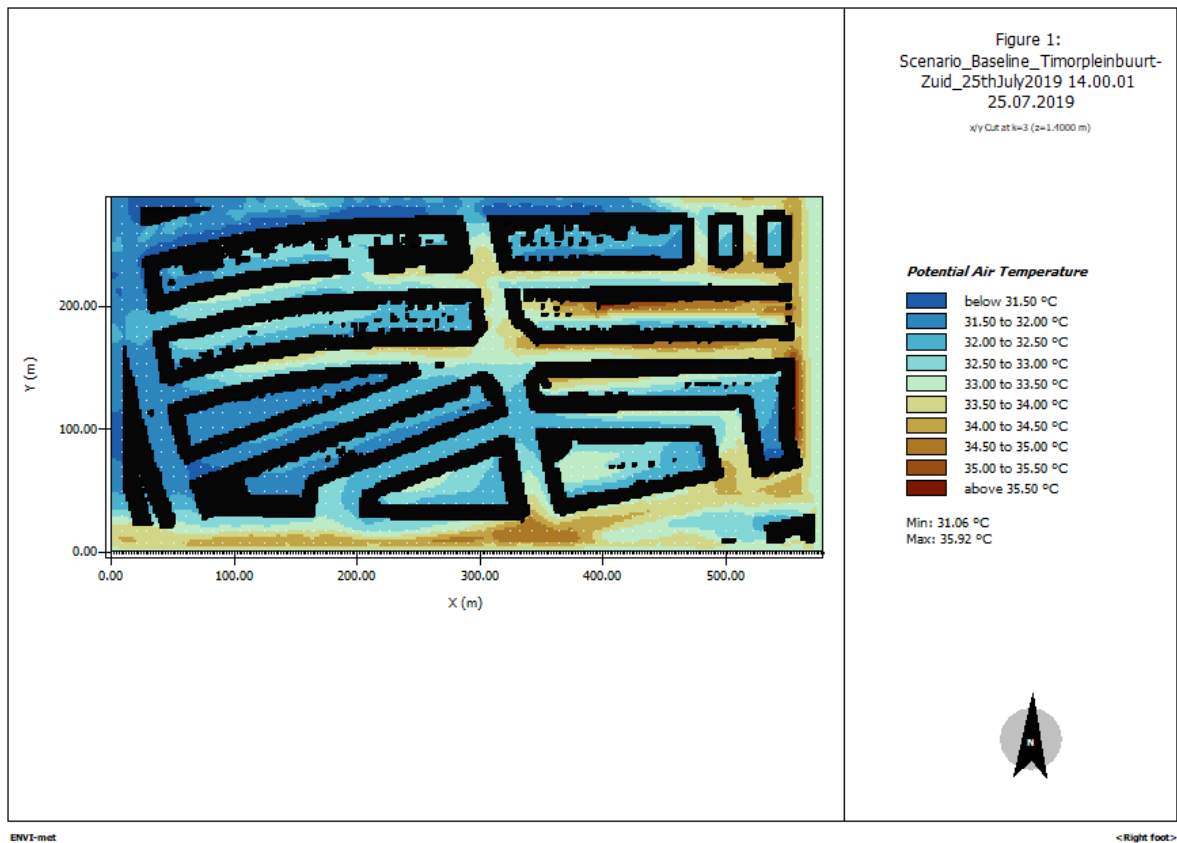 Figure 1:
Scenario_Baseline_Timorpleinbuurt-
Zuid_25thJuly2019 14.00.01
25.07.2019
x/y Cut at k=3 (z=1.4000 m)
200.00
100.00
0.00
Y (m)
0.00 100.00 200.00 300.00 400.00 500.00
X (m)
Potential Air Temperature
below 31.50 °C
31.50 to 32.00 °C
32.00 to 32.50 °C
32.50 to 33.00 °C
33.00 to 33.50 °C
33.50 to 34.00 °C
34.00 to 34.50 °C
34.50 to 35.00 °C
35.00 to 35.50 °C
above 35.50 °C
Min: 31.06 °C
Max: 35.92 °C
N
ENVI-met
<Right foot>